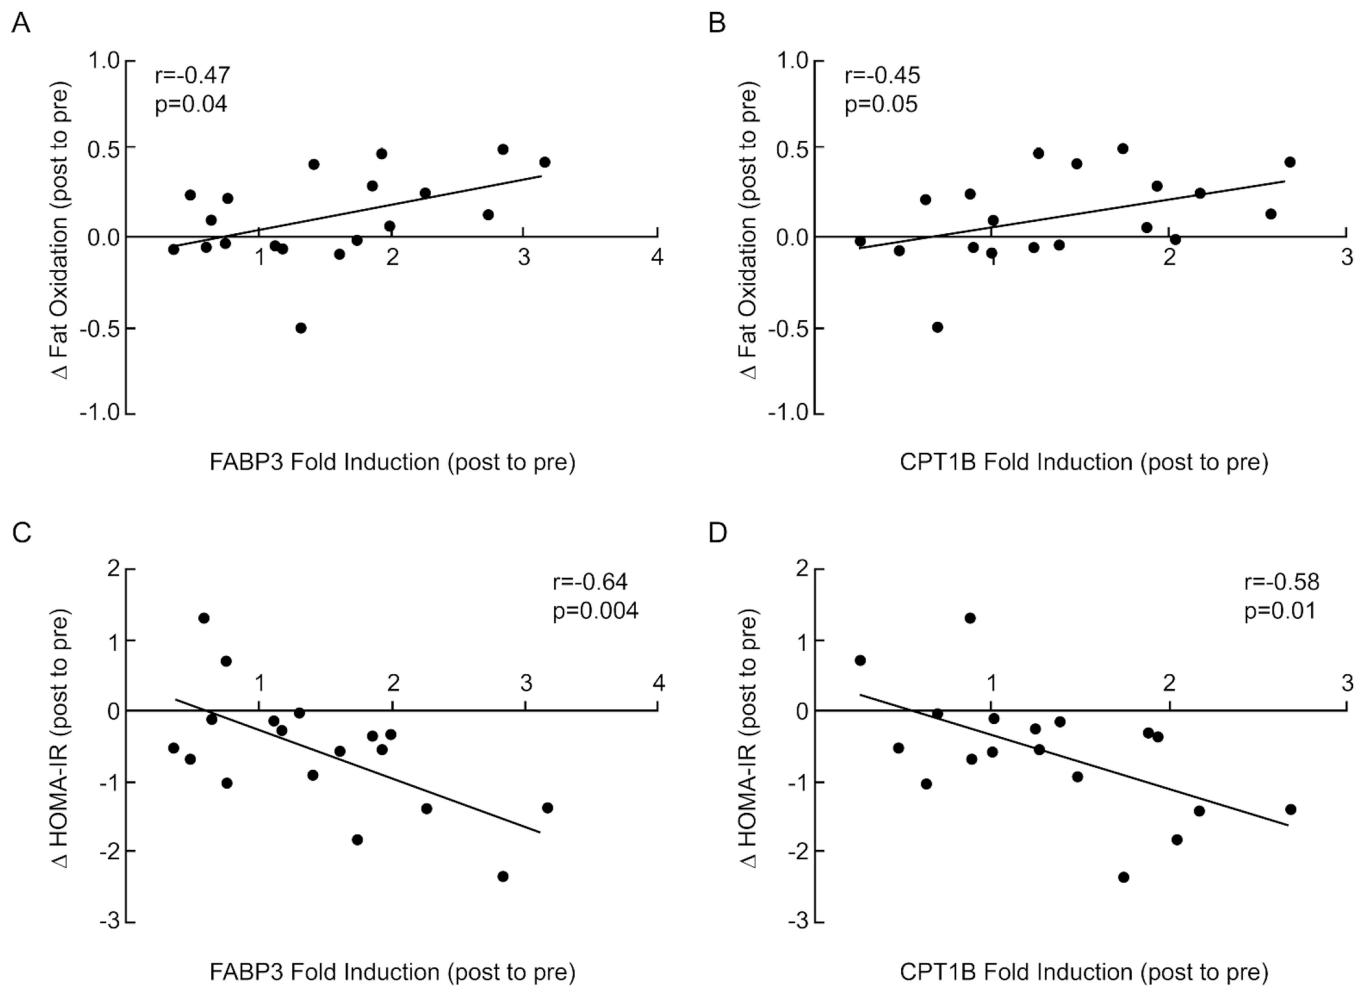 A
r=-0.47
p=0.04
1.0
0.5
0.0
-0.5
-1.0
1 2 3 4
Δ Fat Oxidation (post to pre)
FABP3 Fold Induction (post to pre)
B
r=-0.45
p=0.05
1.0
0.5
0.0
-0.5
-1.0
1 2 3
Δ Fat Oxidation (post to pre)
CPT1B Fold Induction (post to pre)
C
r=-0.64
p=0.004
2
1
0
-1
-2
-3
1 2 3 4
Δ HOMA-IR (post to pre)
FABP3 Fold Induction (post to pre)
D
r=-0.58
p=0.01
2
1
0
-1
-2
-3
1 2 3
Δ HOMA-IR (post to pre)
CPT1B Fold Induction (post to pre)